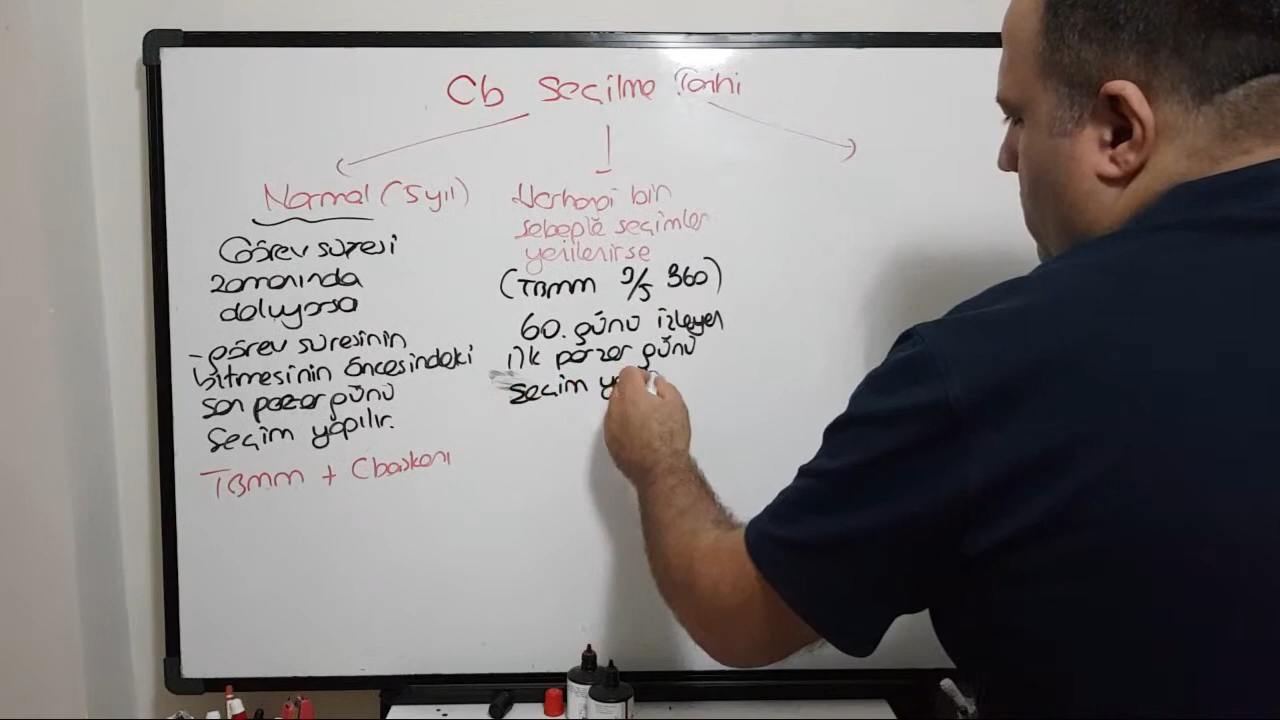 Cb Seçilme Tarihi
Normal (5 yıl)
Görev süresi
zamanında
doluyorsa
- görev süresinin
bitmesinin öncesindeki
son pazar günü
seçim yapılır.
TBMM + Cbaşkanı
Herhangi bir
sebeple seçimler
yenilenirse
(TBMM 3/5 360)
60. günü izleyen
ilk pazar günü
seçim